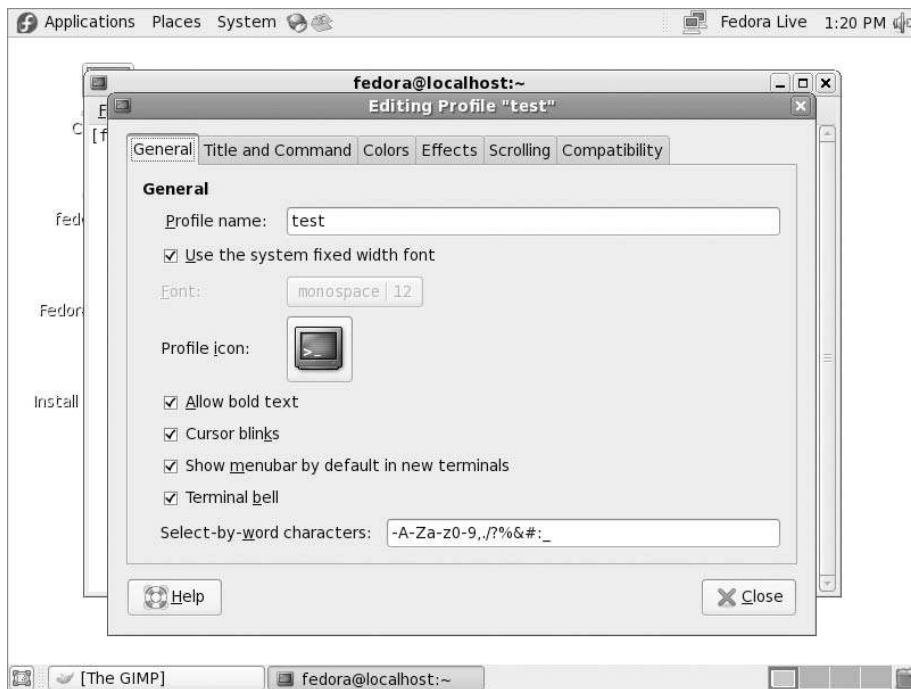 Applications Places System Fedora Live 1:20 PM
fedora@localhost:~
Editing Profile "test"
F
C
[f
General Title and Command Colors Effects Scrolling Compatibility
General
Profile name: test
fed
Use the system fixed width font
Font: monospace 12
Fedor
Profile icon: >_
Install
Allow bold text
Cursor blinks
Show menubar by default in new terminals
Terminal bell
Select-by-word characters: -A-Za-z0-9,./?%&#:_
Help Close
[The GIMP] fedora@localhost:~